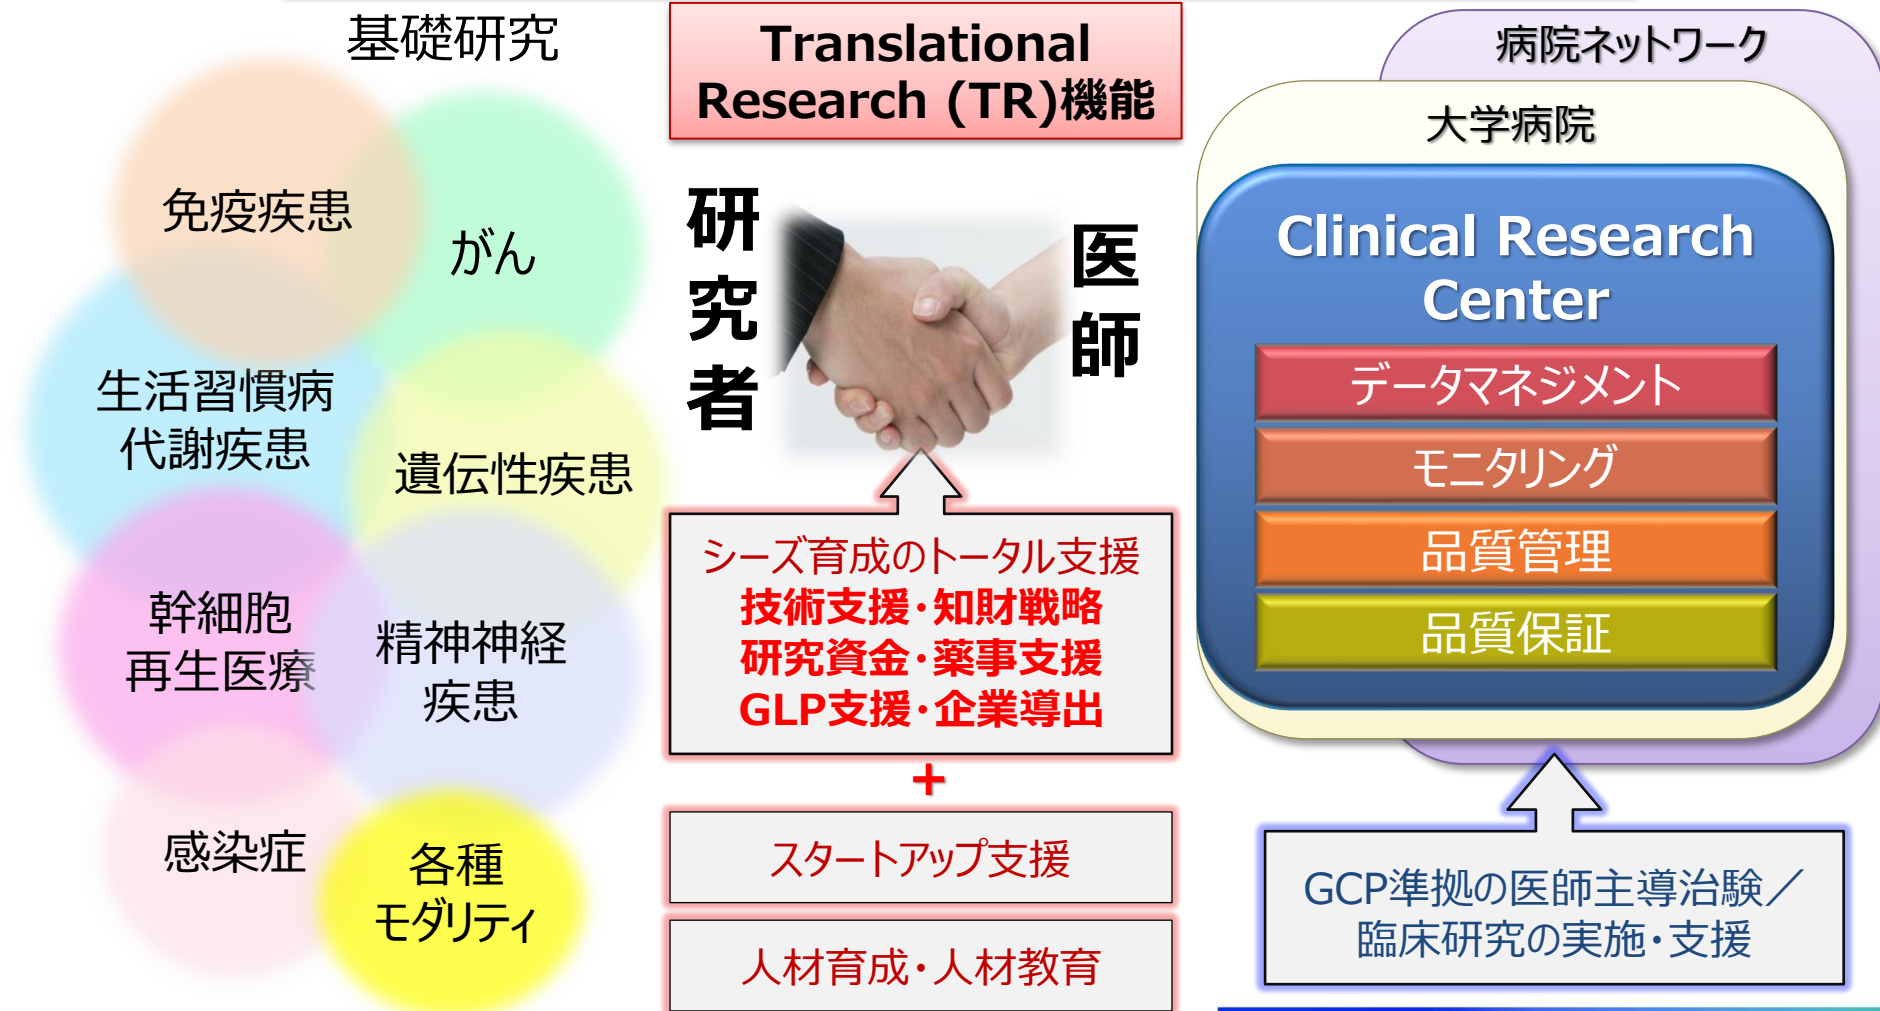 基礎研究
免疫疾患
がん
生活習慣病
代謝疾患
遺伝性疾患
幹細胞
再生医療
精神神経
疾患
感染症
各種
モダリティ
Translational
Research (TR)機能
研究者
医師
シーズ育成のトータル支援
技術支援・知財戦略
研究資金・薬事支援
GLP支援・企業導出
+
スタートアップ支援
人材育成・人材教育
病院ネットワーク
大学病院
Clinical Research
Center
データマネジメント
モニタリング
品質管理
品質保証
GCP準拠の医師主導治験／
臨床研究の実施・支援